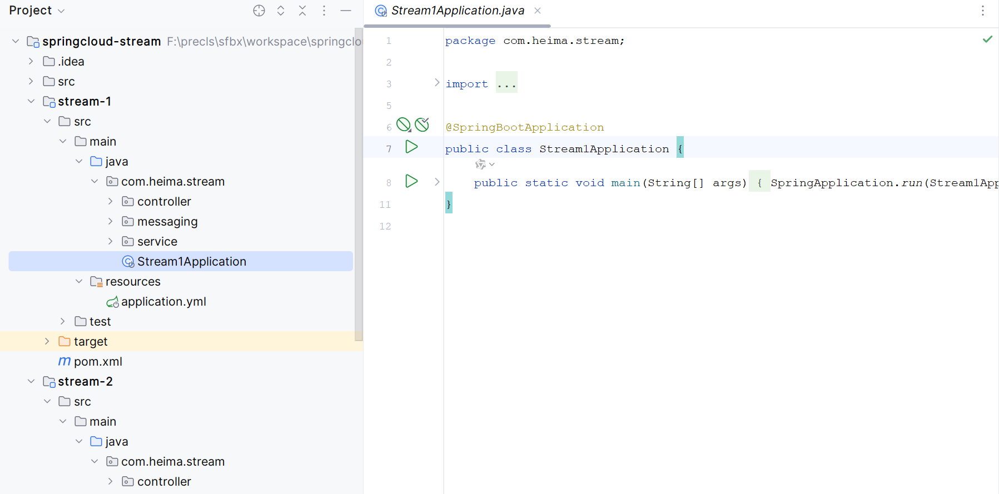 Project
springcloud-stream F:\precls\sfbx\workspace\springclo
.idea
src
stream-1
src
main
java
com.heima.stream
controller
messaging
service
Stream1Application
resources
application.yml
test
target
m pom.xml
stream-2
src
main
java
com.heima.stream
controller
Stream1Application.java
1 package com.heima.stream;
2
3 import ...
5
6 @SpringBootApplication
7 public class Stream1Application {
8 public static void main(String[] args) { SpringApplication.run(Stream1App
11 }
12